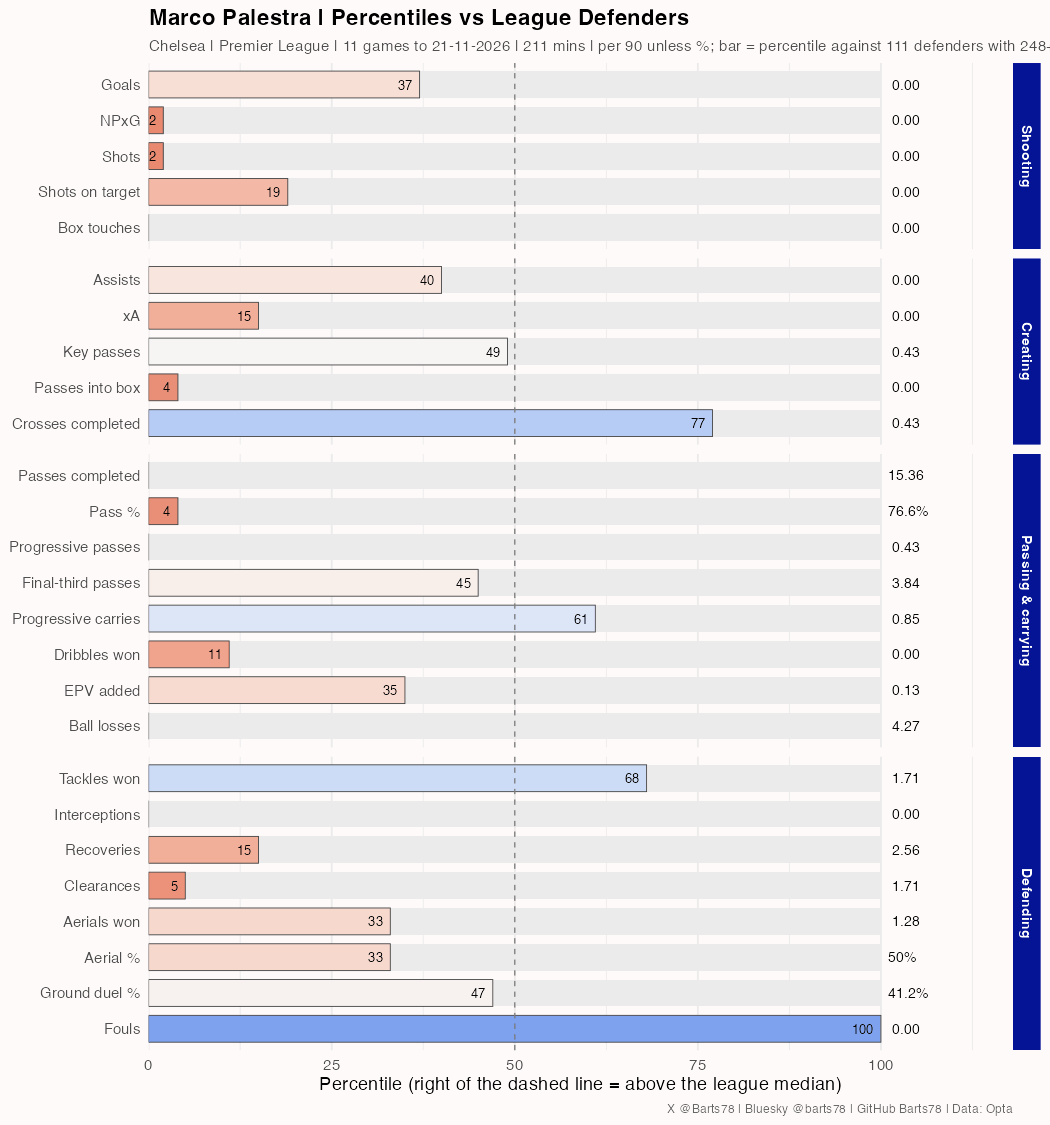 Marco Palestra | Percentiles vs League Defenders
Chelsea | Premier League | 11 games to 21-11-2026 | 211 mins | per 90 unless %; bar = percentile against 111 defenders with 248-
Goals 37 0.00
NPxG 2 0.00
Shots 2 0.00
Shots on target 19 0.00
Box touches 0.00
Shooting
Assists 40 0.00
xA 15 0.00
Key passes 49 0.43
Passes into box 4 0.00
Crosses completed 77 0.43
Creating
Passes completed 15.36
Pass % 4 76.6%
Progressive passes 0.43
Final-third passes 45 3.84
Progressive carries 61 0.85
Dribbles won 11 0.00
EPV added 35 0.13
Ball losses 4.27
Passing & carrying
Tackles won 68 1.71
Interceptions 0.00
Recoveries 15 2.56
Clearances 5 1.71
Aerials won 33 1.28
Aerial % 33 50%
Ground duel % 47 41.2%
Fouls 100 0.00
Defending
0 25 50 75 100
Percentile (right of the dashed line = above the league median)
X @Barts78 | Bluesky @barts78 | GitHub Barts78 | Data: Opta